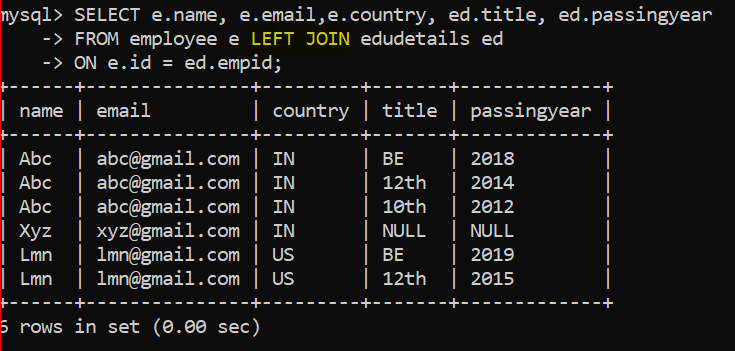 mysql> SELECT e.name, e.email,e.country, ed.title, ed.passingyear
    -> FROM employee e LEFT JOIN edudetails ed
    -> ON e.id = ed.empid;
+------+---------------+---------+-------+-------------+
| name | email         | country | title | passingyear |
+------+---------------+---------+-------+-------------+
| Abc  | abc@gmail.com | IN      | BE    | 2018        |
| Abc  | abc@gmail.com | IN      | 12th  | 2014        |
| Abc  | abc@gmail.com | IN      | 10th  | 2012        |
| Xyz  | xyz@gmail.com | IN      | NULL  | NULL        |
| Lmn  | lmn@gmail.com | US      | BE    | 2019        |
| Lmn  | lmn@gmail.com | US      | 12th  | 2015        |
+------+---------------+---------+-------+-------------+
6 rows in set (0.00 sec)